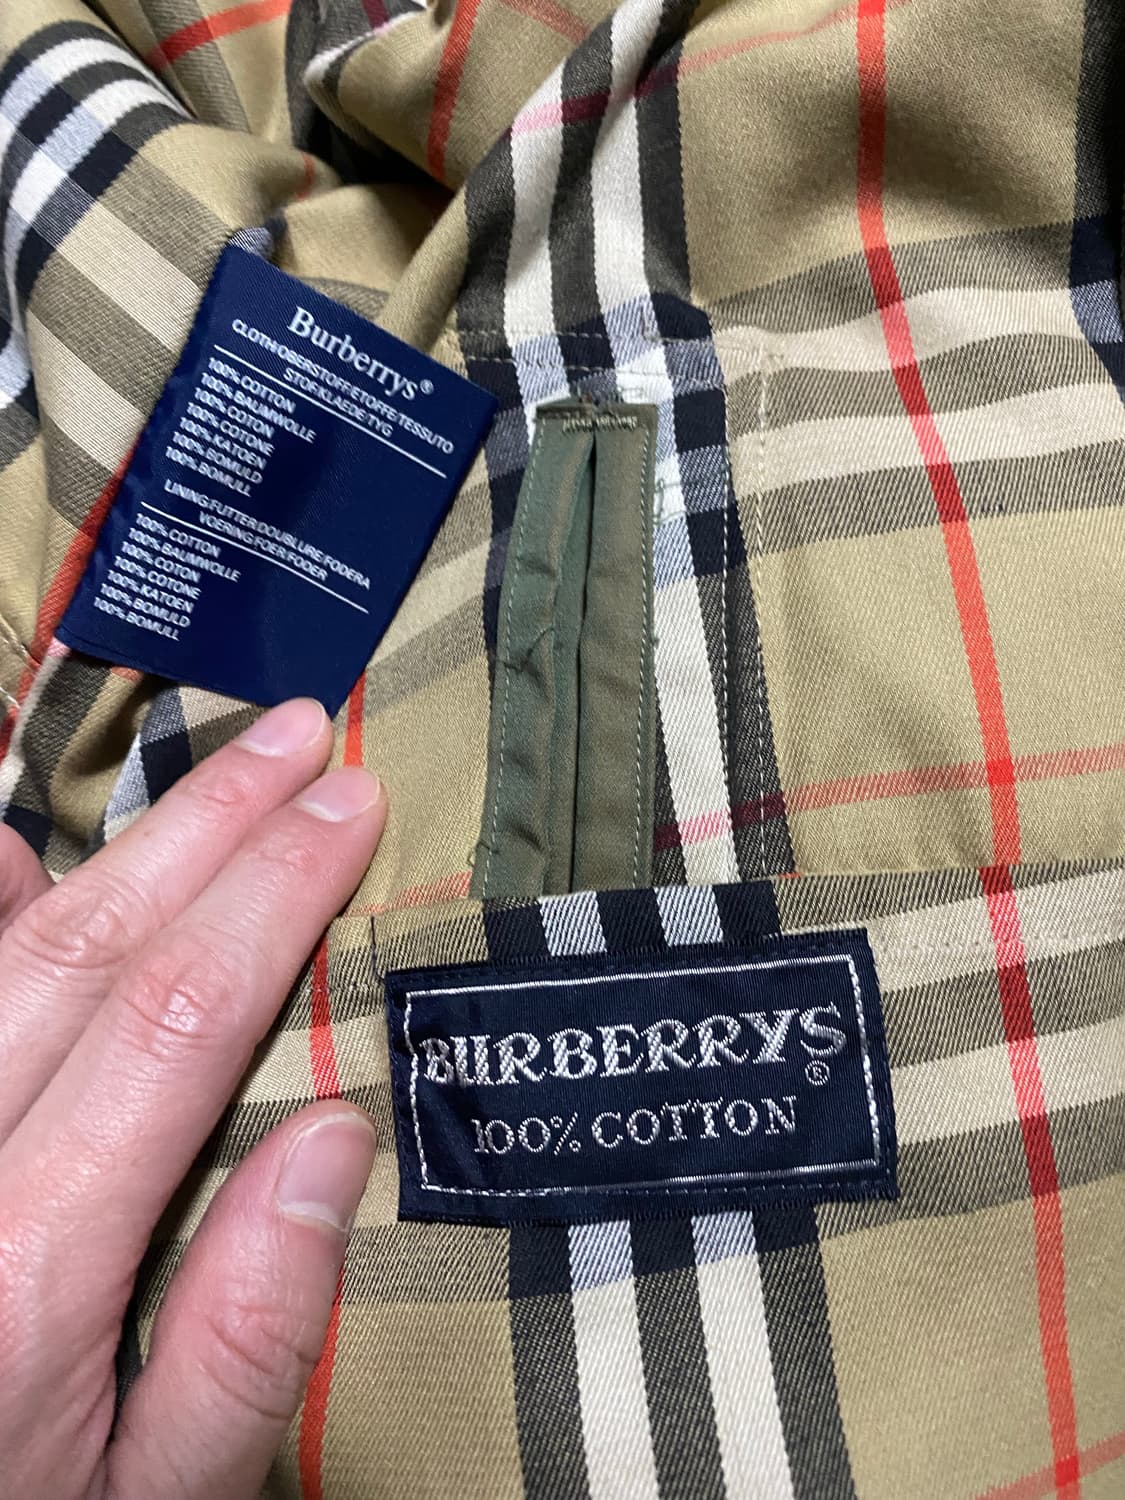 Burberrys®
CLOTH/OBERSTOFF/ETOFFE/TESSUTO
STOF/KLAEDE/TYG
100% COTTON
100% BAUMWOLLE
100% COTON
100% COTONE
100% KATOEN
100% BOMULD
100% BOMULL
LINING/FUTTER/DOUBLURE/FODERA
VOERING/FOER/FODER
100% COTTON
100% BAUMWOLLE
100% COTON
100% COTONE
100% KATOEN
100% BOMULD
100% BOMULL
BURBERRYS®
100% COTTON